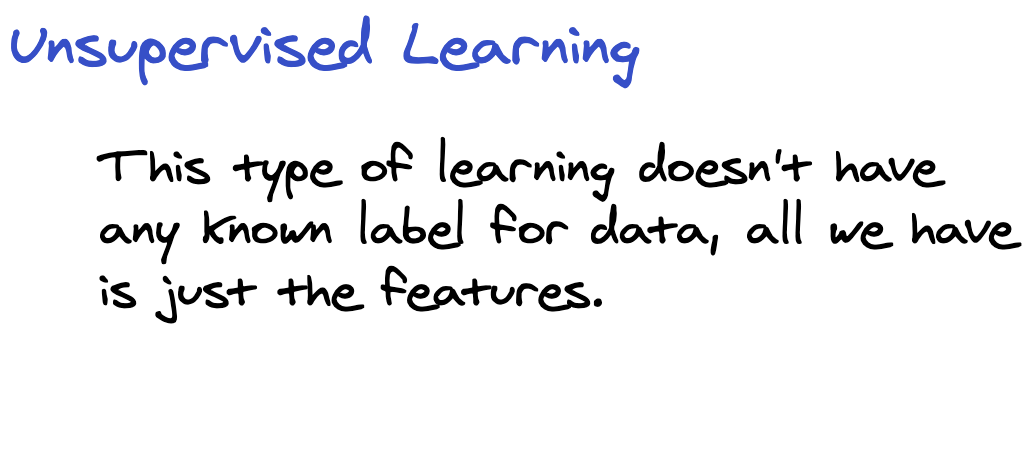 Unsupervised Learning
This type of learning doesn't have
any known label for data, all we have
is just the features.